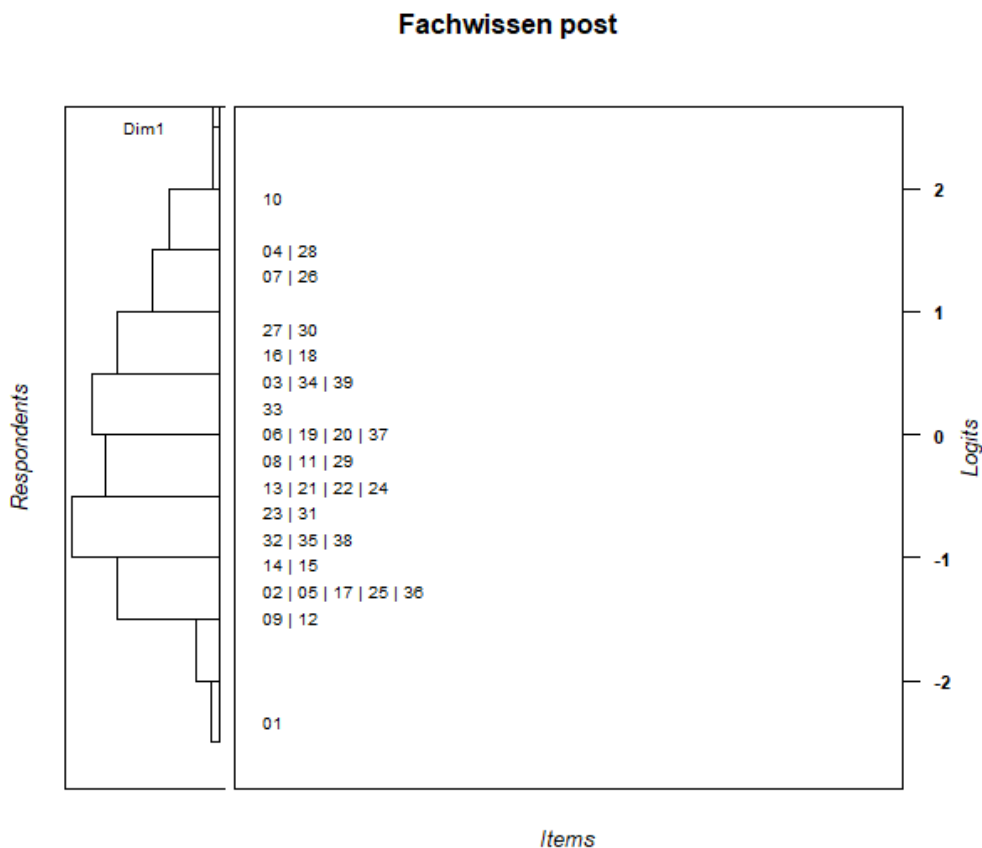 Fachwissen post
Dim1
10
04 | 28
07 | 26
27 | 30
16 | 18
03 | 34 | 39
33
06 | 19 | 20 | 37
08 | 11 | 29
13 | 21 | 22 | 24
23 | 31
32 | 35 | 38
14 | 15
02 | 05 | 17 | 25 | 36
09 | 12
01
2
1
0
-1
-2
Respondents
Logits
Items